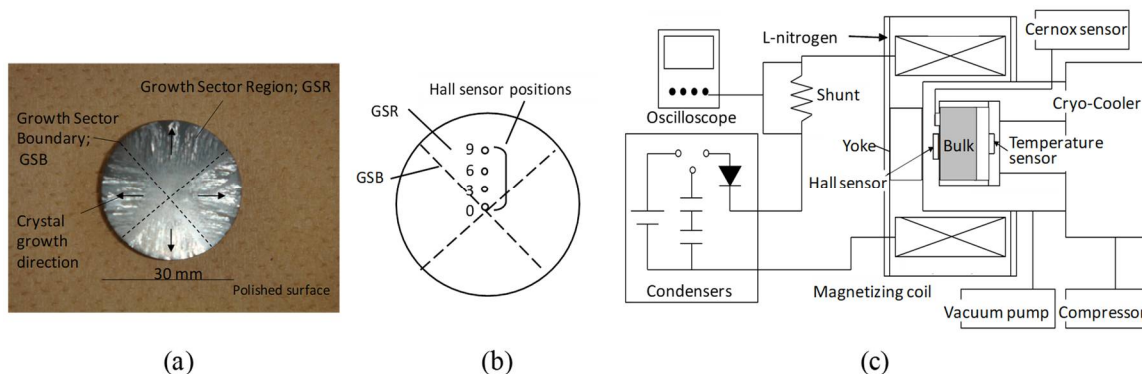 Growth Sector Region; GSR
Growth Sector
Boundary;
GSB
Crystal
growth
direction
30 mm
Polished surface
(a)
Hall sensor positions
GSR
GSB
9
6
3
0
(b)
L-nitrogen
Cernox sensor
Shunt
Oscilloscope
Cryo-Cooler
Yoke
Bulk
Temperature
sensor
Hall sensor
Condensers
Magnetizing coil
Vacuum pump
Compressor
(c)